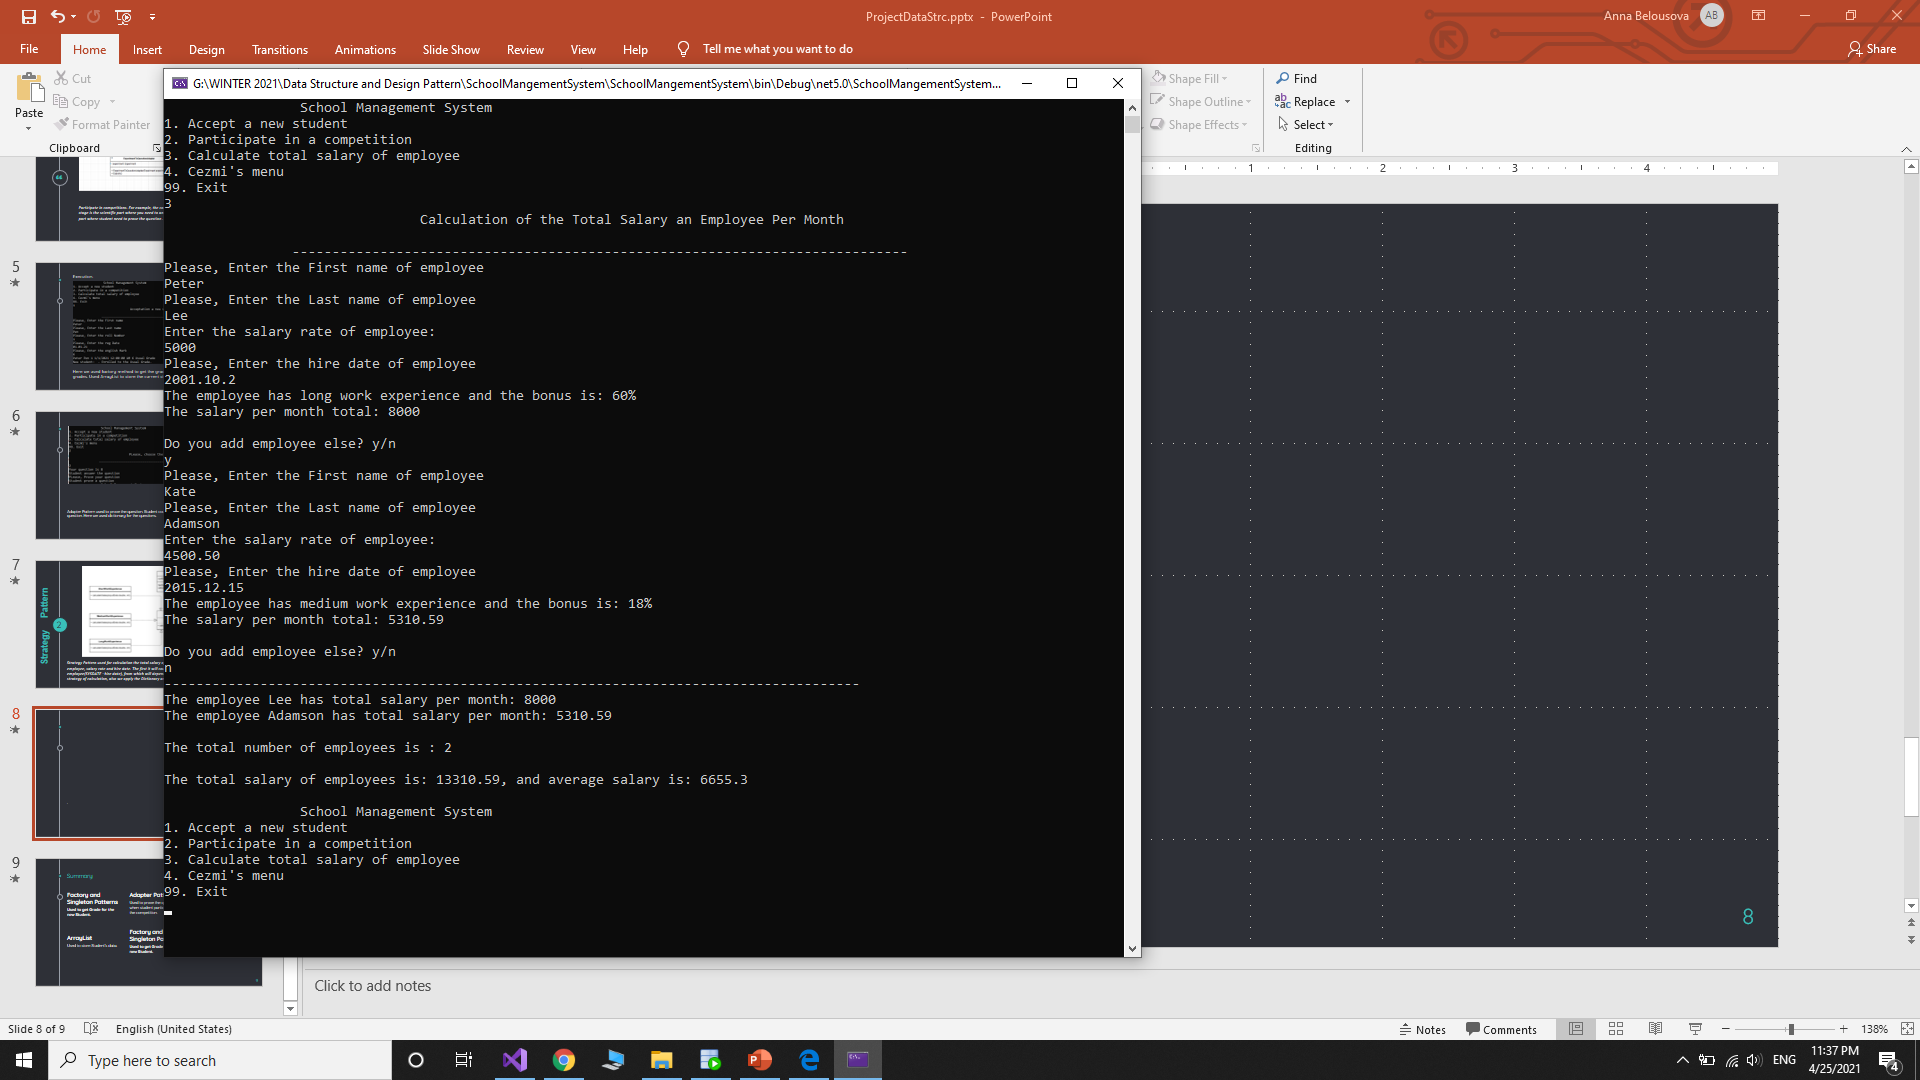 ProjectDataStrc.pptx - PowerPoint
Anna Belousova AB
File Home Insert Design Transitions Animations Slide Show Review View Help Tell me what you want to do Share
Paste
Cut
Copy
Format Painter
Clipboard
Shape Fill
Shape Outline
Shape Effects
Find
Replace
Select
Editing
G:\WINTER 2021\Data Structure and Design Pattern\SchoolMangementSystem\SchoolMangementSystem\bin\Debug\net5.0\SchoolMangementSystem...
School Management System
1. Accept a new student
2. Participate in a competition
3. Calculate total salary of employee
4. Cezmi's menu
99. Exit
3
Calculation of the Total Salary an Employee Per Month
-----------------------------------------------------------------------------
Please, Enter the First name of employee
Peter
Please, Enter the Last name of employee
Lee
Enter the salary rate of employee:
5000
Please, Enter the hire date of employee
2001.10.2
The employee has long work experience and the bonus is: 60%
The salary per month total: 8000
Do you add employee else? y/n
y
Please, Enter the First name of employee
Kate
Please, Enter the Last name of employee
Adamson
Enter the salary rate of employee:
4500.50
Please, Enter the hire date of employee
2015.12.15
The employee has medium work experience and the bonus is: 18%
The salary per month total: 5310.59
Do you add employee else? y/n
n
---------------------------------------------------------------------------------------
The employee Lee has total salary per month: 8000
The employee Adamson has total salary per month: 5310.59
The total number of employees is : 2
The total salary of employees is: 13310.59, and average salary is: 6655.3
School Management System
1. Accept a new student
2. Participate in a competition
3. Calculate total salary of employee
4. Cezmi's menu
99. Exit
5
6
7
Strategy Pattern
2
8
9
Summary
Factory and
Singleton Patterns
Used to get Grade for the
new Student.
ArrayList
1 2 3 4
8
Click to add notes
Slide 8 of 9 English (United States)
Notes Comments 138%
Type here to search
ENG
11:37 PM
4/25/2021
4